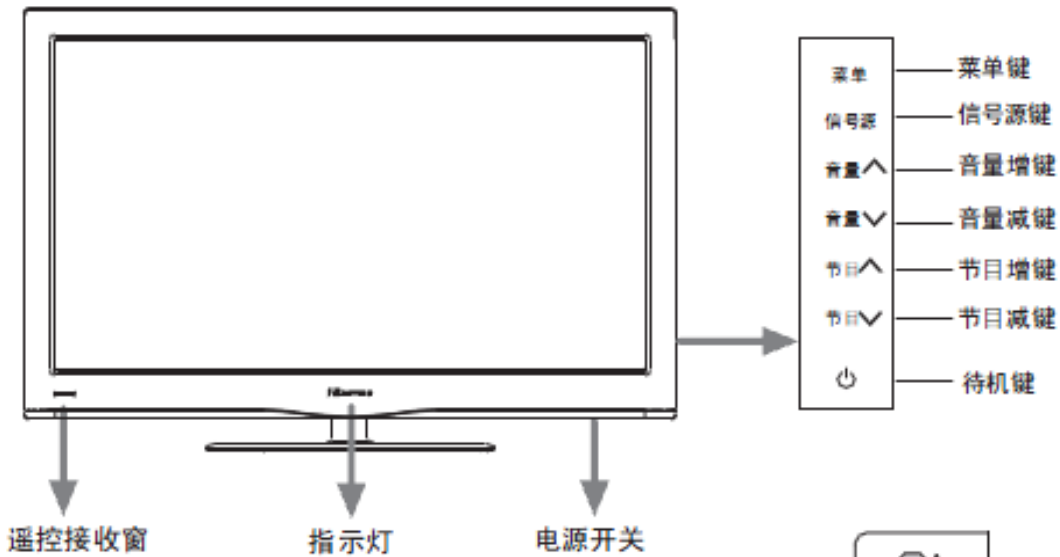 菜单 菜单键
信号源 信号源键
音量 音量增键
音量 音量减键
节目 节目增键
节目 节目减键
待机键
Hisense
遥控接收窗 指示灯 电源开关